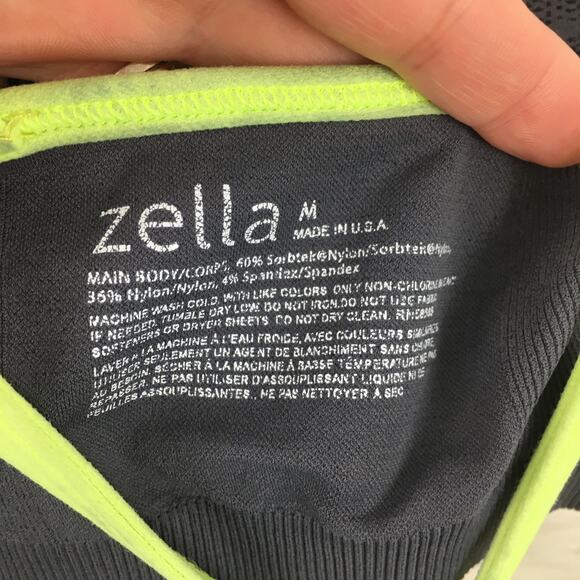 zella M
MADE IN U.S.A.
MAIN BODY/CORPS, 60% Sorbtek®Nylon/Sorbtek®Nylon,
36% Nylon/Nylon, 4% Spandex/Spandex
MACHINE WASH COLD, WITH LIKE COLORS ONLY NON-CHLORINE
IF NEEDED. TUMBLE DRY LOW. DO NOT IRON. DO NOT USE FABRIC
SOFTENERS OR DRYER SHEETS. DO NOT DRY CLEAN.
LAVER À LA MACHINE À L'EAU FROIDE, AVEC COULEURS SIMILAIRES
UTILISER SEULEMENT UN AGENT DE BLANCHIMENT SANS CHLORE,
AU BESOIN. SÉCHER À LA MACHINE À BASSE TEMPÉRATURE NE PAS
REPASSER. NE PAS UTILISER D'ASSOUPLISSANT LIQUIDE NI DE
FEUILLES ASSOUPLISSANTES. NE PAS NETTOYER À SEC